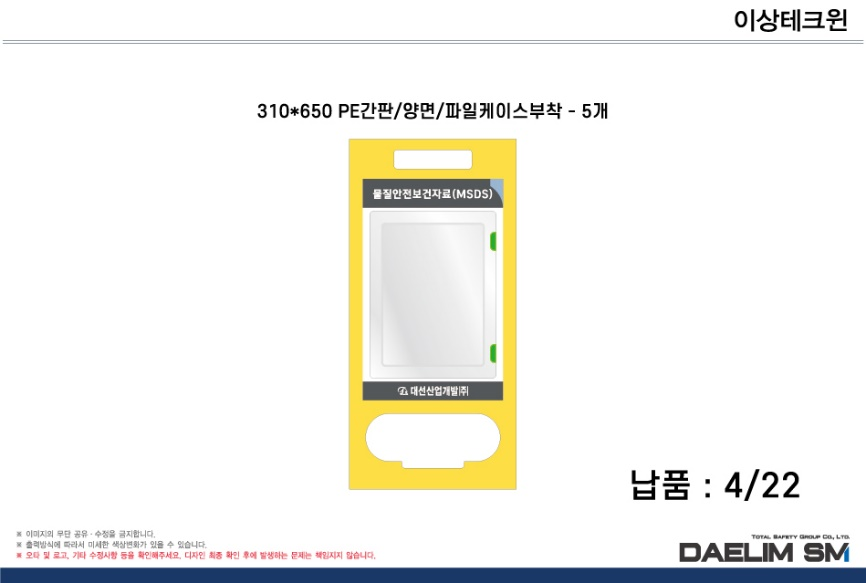 이상테크윈
310*650 PE간판/양면/파일케이스부착 - 5개
물질안전보건자료(MSDS)
대선산업개발(주)
납품 : 4/22
※ 이미지의 무단 공유·수정을 금지합니다.
※ 출력방식에 따라서 미세한 색상변화가 있을 수 있습니다.
※ 오타 및 로고, 기타 수정사항 등을 확인해주세요. 디자인 최종 확인 후에 발생하는 문제는 책임지지 않습니다.
TOTAL SAFETY GROUP CO., LTD.
DAELIM SM